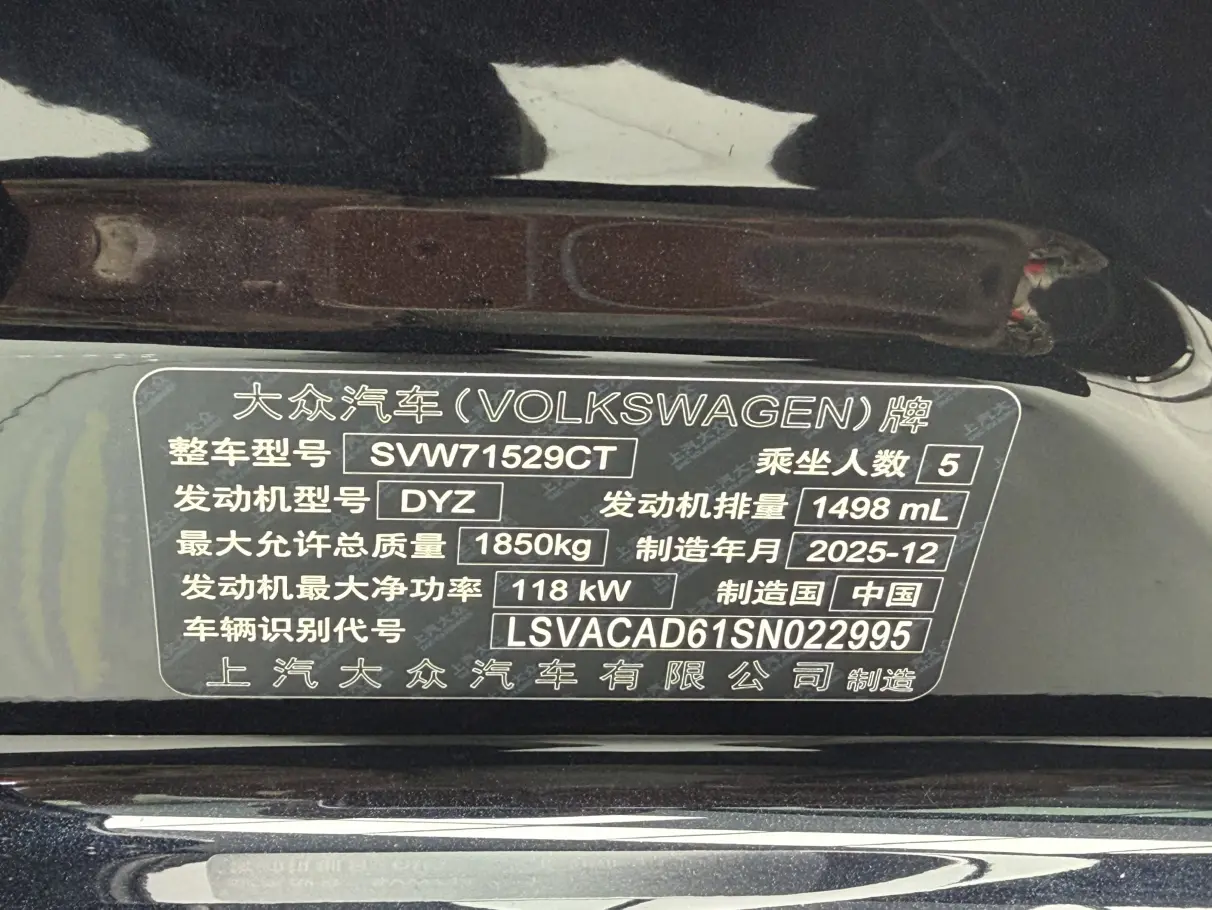 大众汽车(VOLKSWAGEN)牌
整车型号 SVW71529CT 乘坐人数 5
发动机型号 DYZ 发动机排量 1498 mL
最大允许总质量 1850kg 制造年月 2025-12
发动机最大净功率 118 kW 制造国 中国
车辆识别代号 LSVACAD61SN022995
上汽大众汽车有限公司 制造